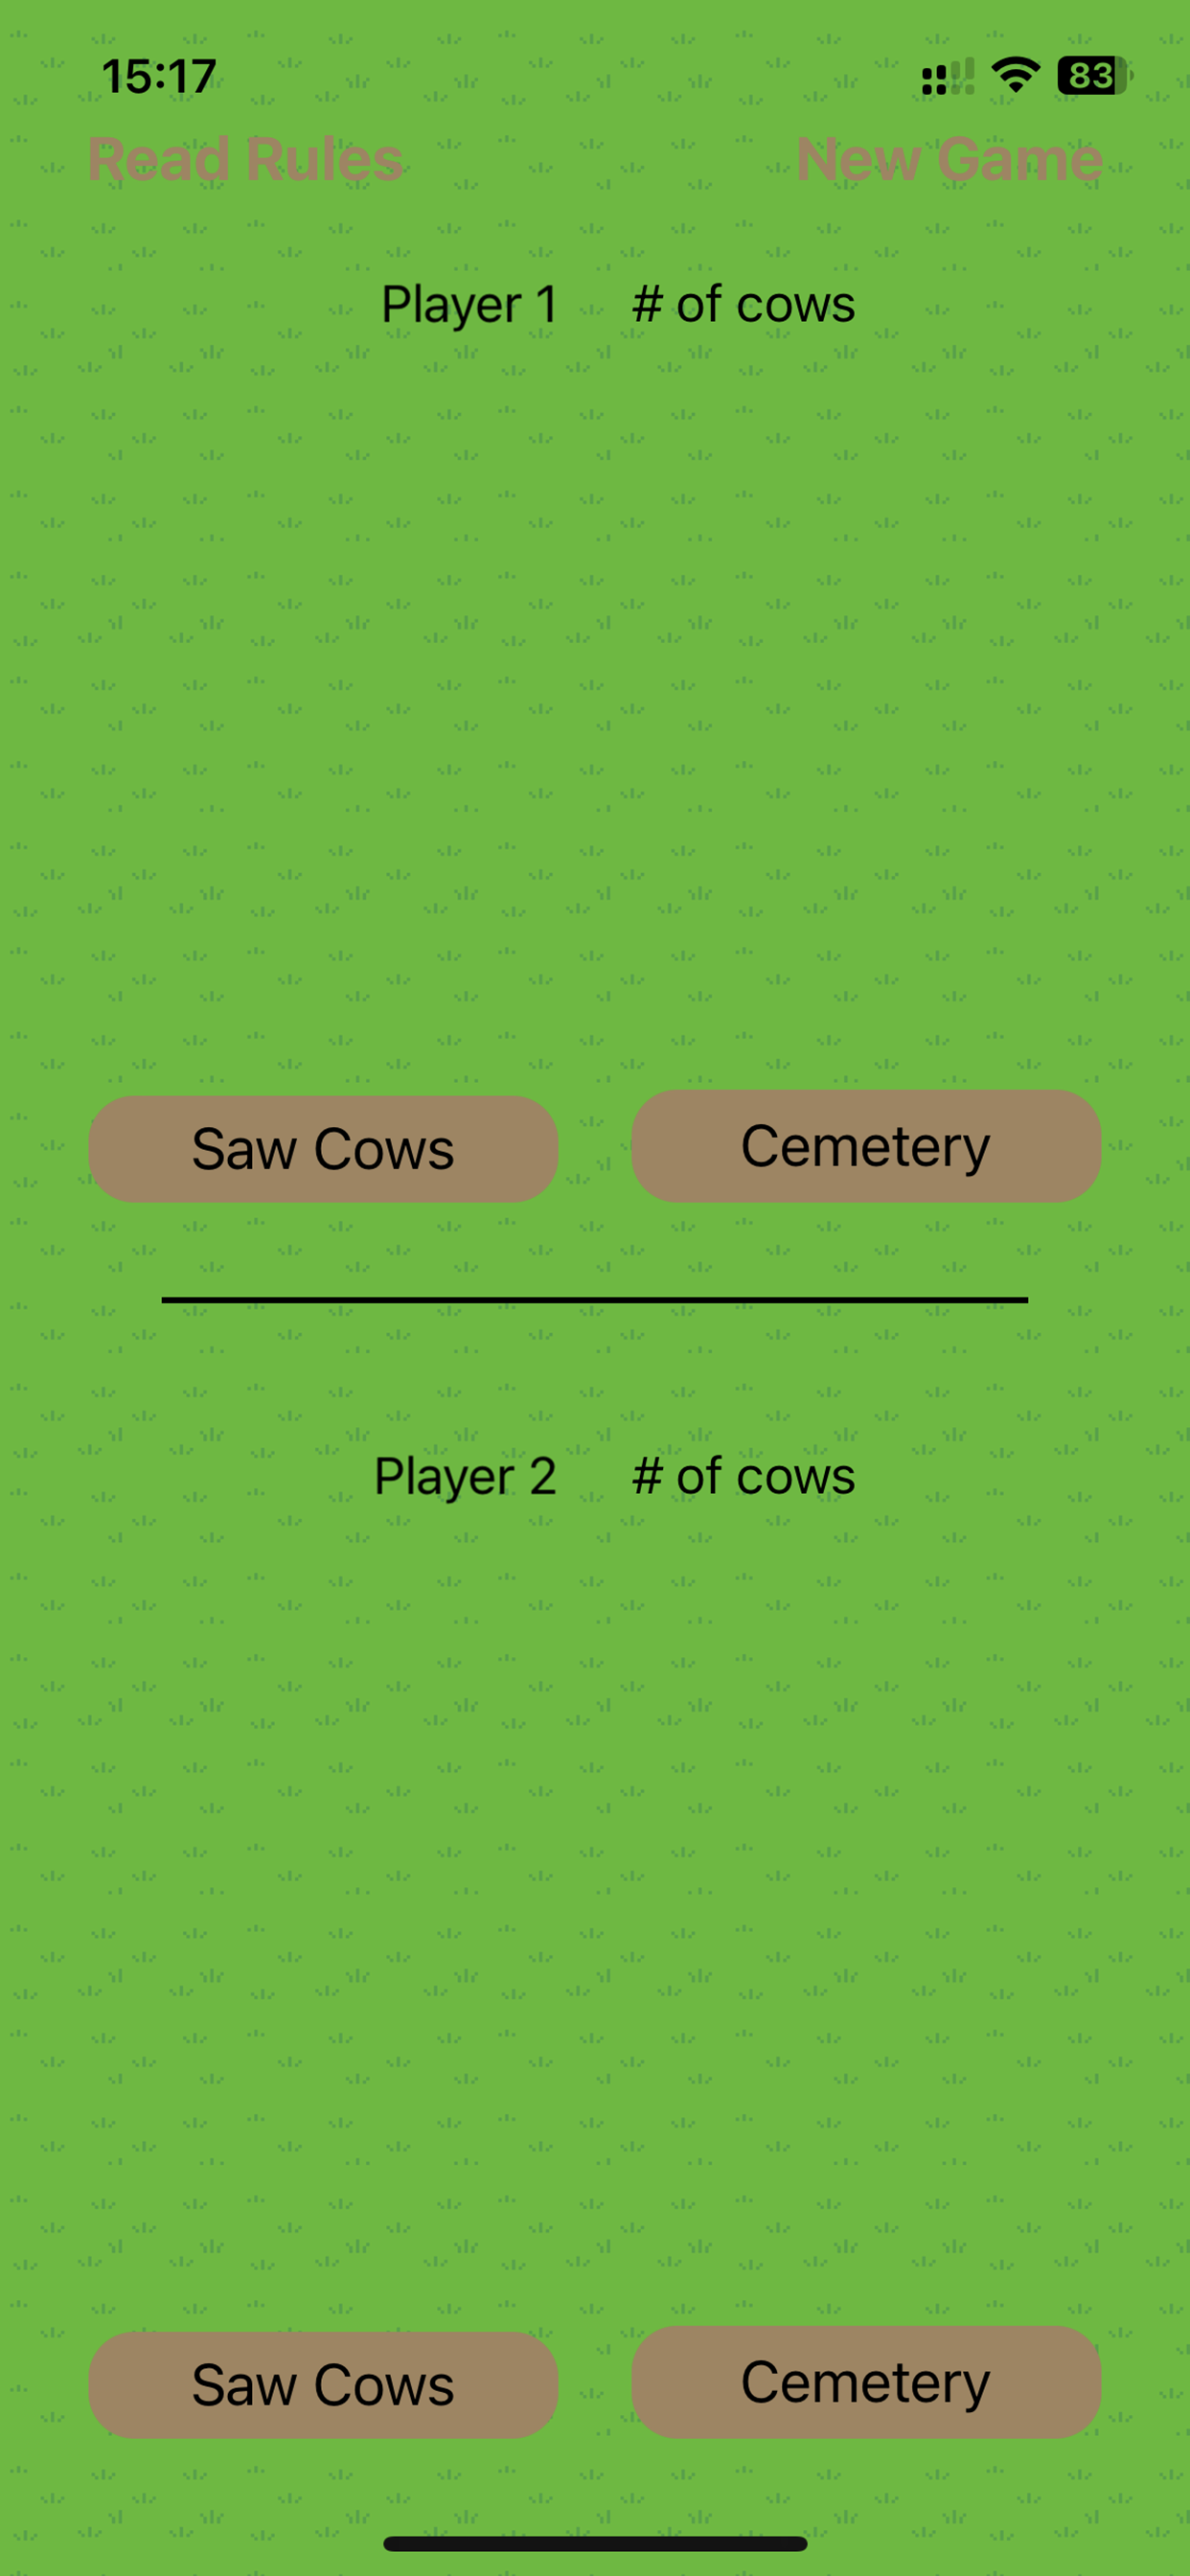 15:17 83
Read Rules New Game
Player 1 # of cows
Saw Cows Cemetery
Player 2 # of cows
Saw Cows Cemetery